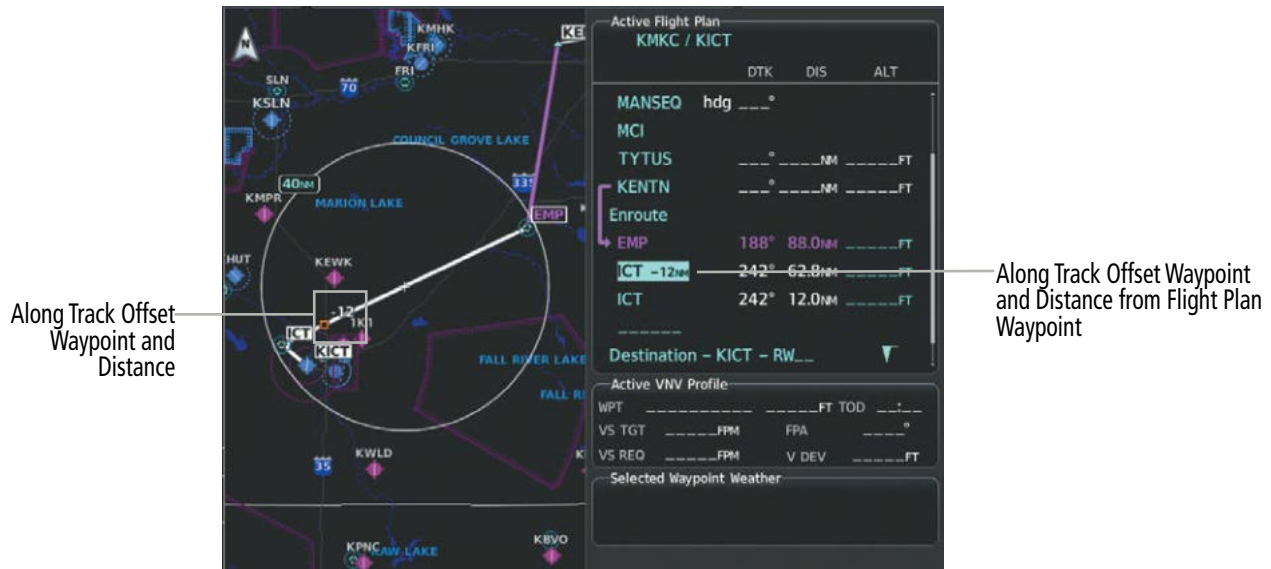 Along Track Offset
Waypoint and
Distance
N
KMHK
KFRI
FRI
SLN
70
KSLN
COUNCIL GROVE LAKE
40NM
335
KMPR
MARION LAKE
EMP
HUT
KEWK
-12
1K1
ICT
KICT
FALL RIVER LAKE
FALL R
KWLD
35
KPNC
KAW LAKE
KBVO
Active Flight Plan
KMKC / KICT
DTK DIS ALT
MANSEQ hdg ___°
MCI
TYTUS ___° ____NM _____FT
KENTN ___° ____NM _____FT
Enroute
EMP 188° 88.0NM _____FT
ICT -12NM 242° 62.8NM _____FT
ICT 242° 12.0NM _____FT
______
Destination – KICT – RW__
Active VNV Profile
WPT __________ _____FT TOD __:__
VS TGT _____FPM FPA ____°
VS REQ _____FPM V DEV _____FT
Selected Waypoint Weather
Along Track Offset Waypoint
and Distance from Flight Plan
Waypoint